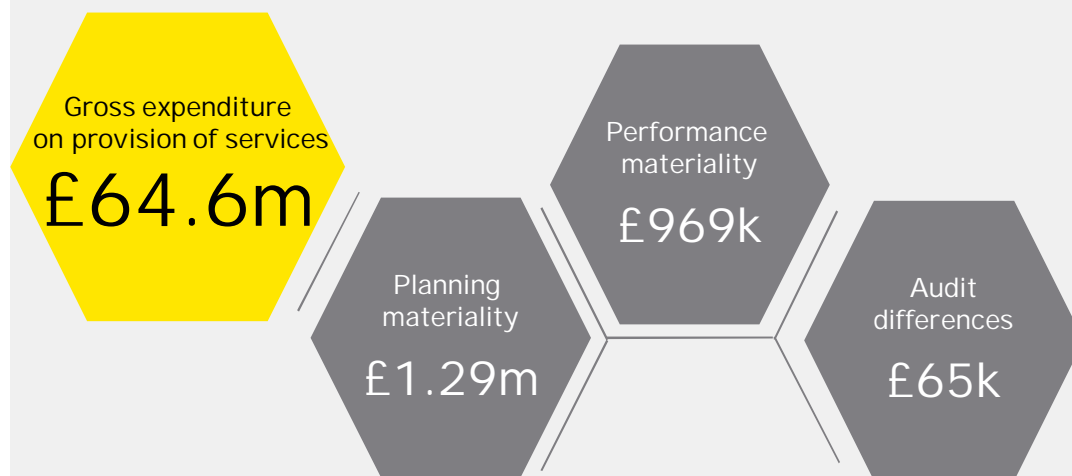 Gross expenditure
on provision of services
£64.6m
Planning
materiality
£1.29m
Performance
materiality
£969k
Audit
differences
£65k